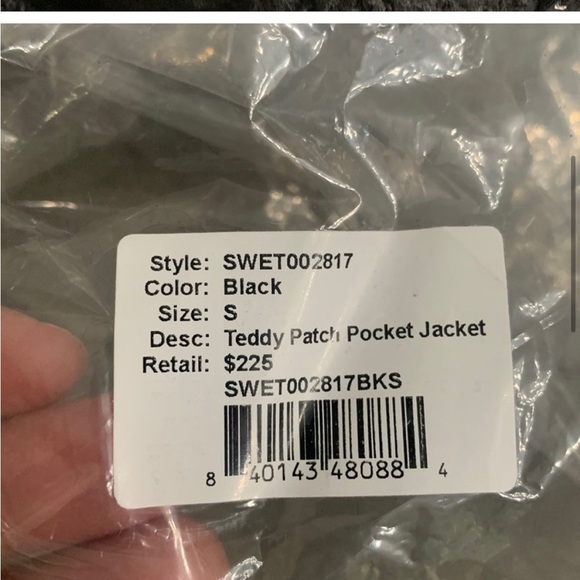 Style: SWET002817
Color: Black
Size: S
Desc: Teddy Patch Pocket Jacket
Retail: $225
SWET002817BKS
8 40143 48088 4